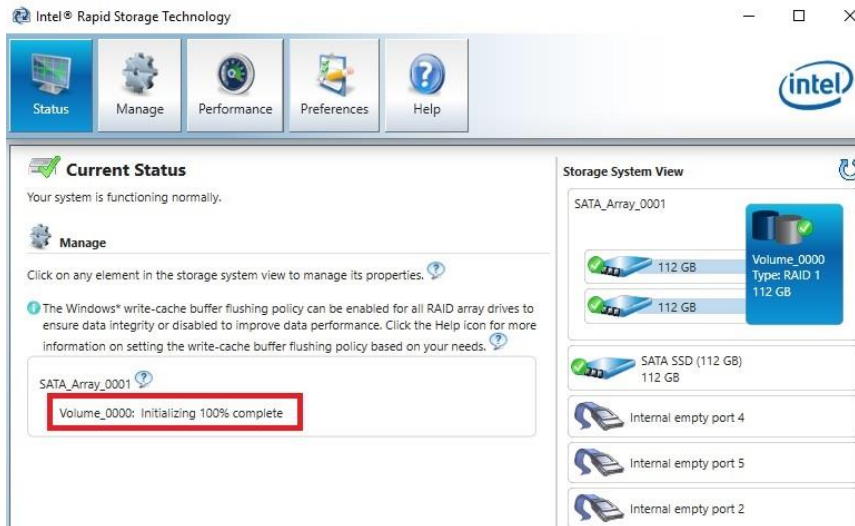 Intel® Rapid Storage Technology
Status
Manage
Performance
Preferences
Help
intel
Current Status
Your system is functioning normally.
Manage
Click on any element in the storage system view to manage its properties.
The Windows* write-cache buffer flushing policy can be enabled for all RAID array drives to
ensure data integrity or disabled to improve data performance. Click the Help icon for more
information on setting the write-cache buffer flushing policy based on your needs.
SATA_Array_0001
Volume_0000: Initializing 100% complete
Storage System View
SATA_Array_0001
112 GB
112 GB
Volume_0000
Type: RAID 1
112 GB
SATA SSD (112 GB)
112 GB
Internal empty port 4
Internal empty port 5
Internal empty port 2